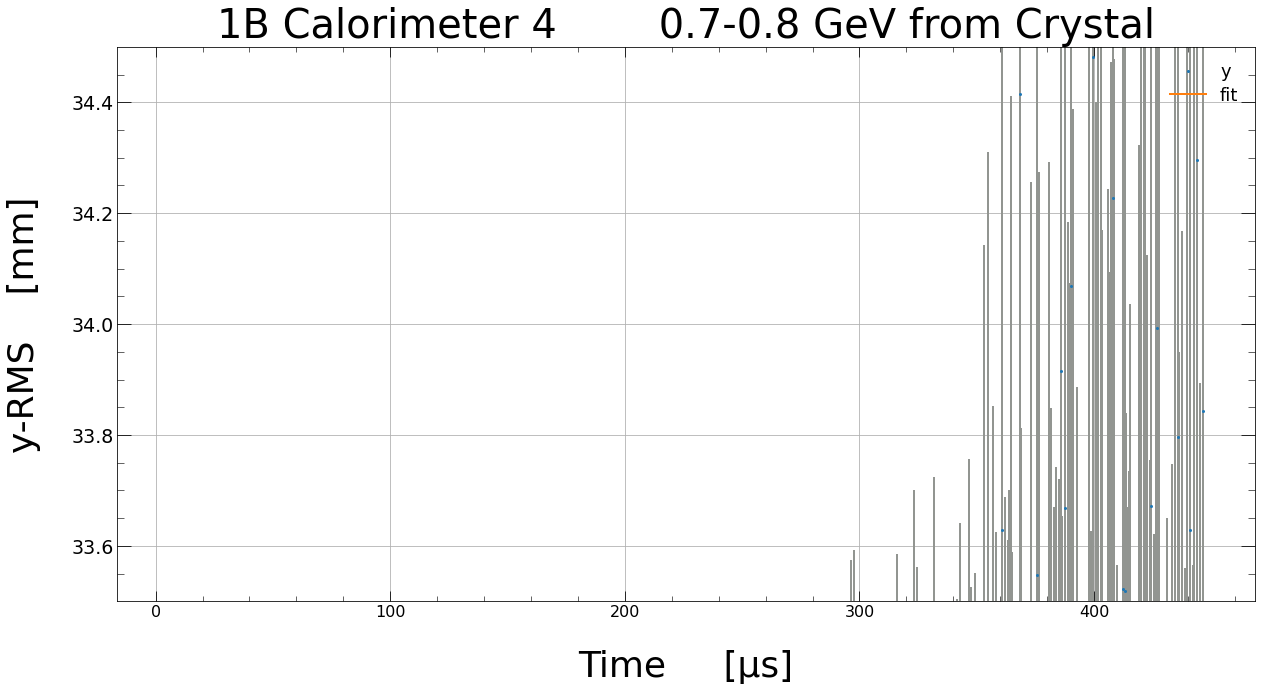 1B Calorimeter 4 0.7-0.8 GeV from Crystal
y
fit
34.4
34.2
34.0
33.8
33.6
y-RMS [mm]
0 100 200 300 400
Time [µs]